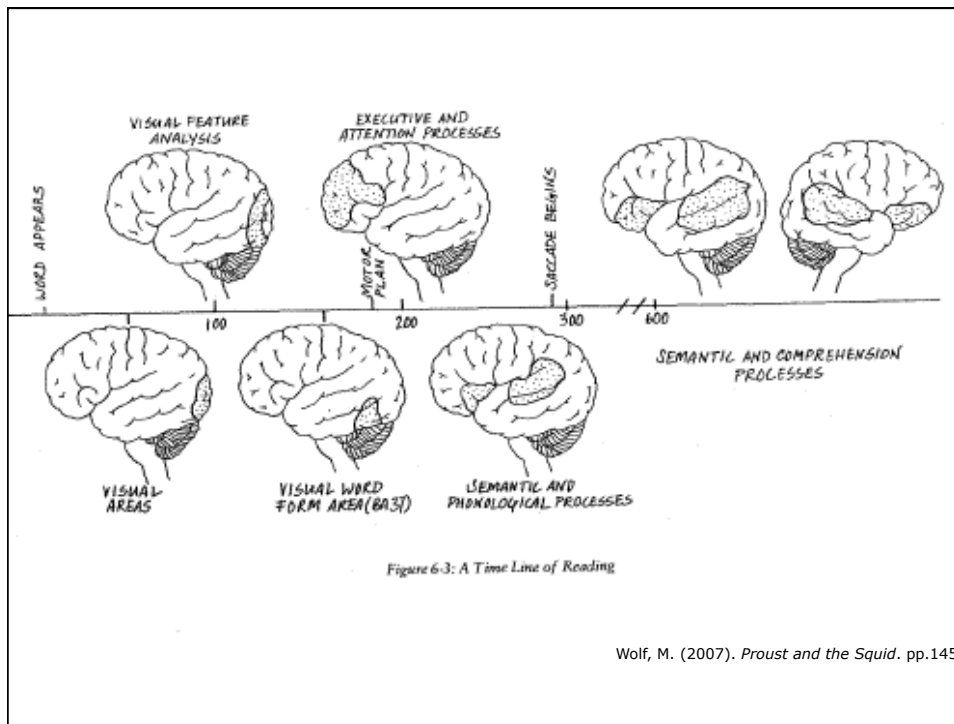 VISUAL FEATURE
ANALYSIS
EXECUTIVE AND
ATTENTION PROCESSES
WORD APPEARS
MOTOR
PLAN
SACCADE BEGINS
100
200
300
600
SEMANTIC AND COMPREHENSION
PROCESSES
VISUAL
AREAS
VISUAL WORD
FORM AREA (BA37)
SEMANTIC AND
PHONOLOGICAL PROCESSES
Figure 6-3: A Time Line of Reading
Wolf, M. (2007). Proust and the Squid. pp.145